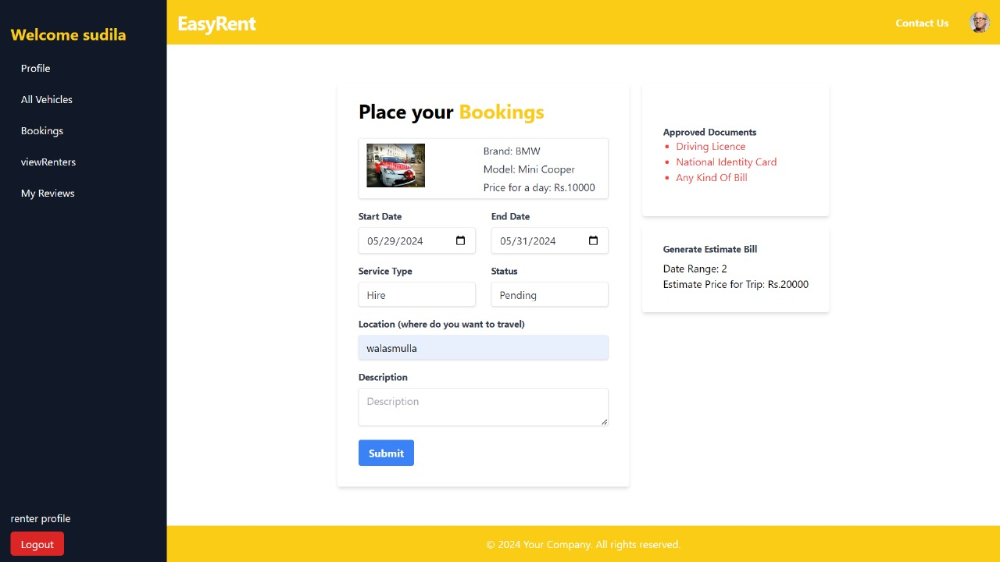 Welcome sudila
Profile
All Vehicles
Bookings
viewRenters
My Reviews
renter profile
Logout
EasyRent
Contact Us
Place your Bookings
Brand: BMW
Model: Mini Cooper
Price for a day: Rs.10000
Start Date
End Date
05/29/2024
05/31/2024
Service Type
Status
Hire
Pending
Location (where do you want to travel)
walasmulla
Description
Description
Submit
Approved Documents
Driving Licence
National Identity Card
Any Kind Of Bill
Generate Estimate Bill
Date Range: 2
Estimate Price for Trip: Rs.20000
© 2024 Your Company. All rights reserved.